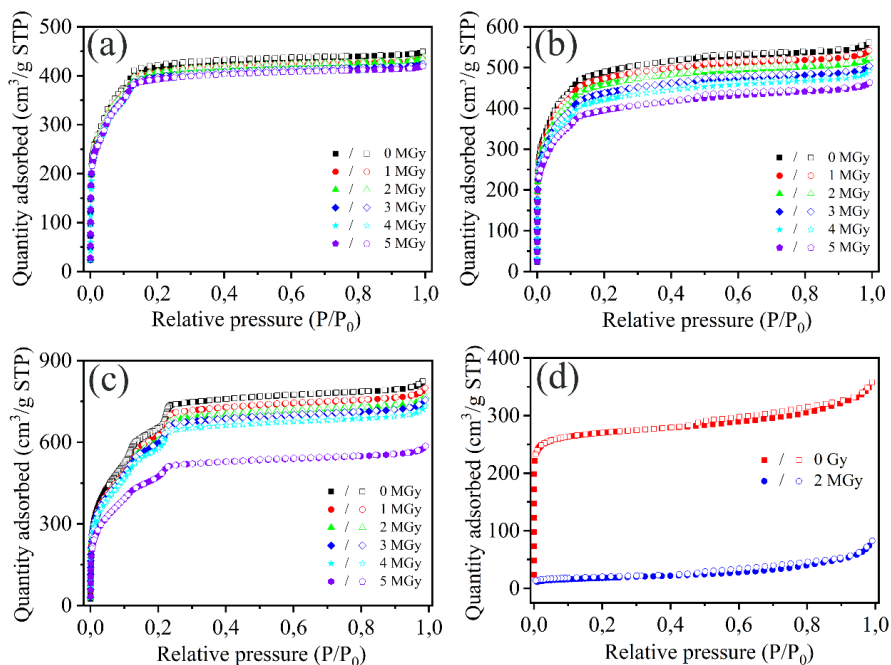 (a)
Quantity adsorbed (cm³/g STP)
500
400
300
200
100
0
/ 0 MGy
/ 1 MGy
/ 2 MGy
/ 3 MGy
/ 4 MGy
/ 5 MGy
0,0 0,2 0,4 0,6 0,8 1,0
Relative pressure (P/P₀)
(b)
Quantity adsorbed (cm³/g STP)
600
500
400
300
200
100
0
/ 0 MGy
/ 1 MGy
/ 2 MGy
/ 3 MGy
/ 4 MGy
/ 5 MGy
0,0 0,2 0,4 0,6 0,8 1,0
Relative pressure (P/P₀)
(c)
Quantity adsorbed (cm³/g STP)
900
600
300
0
/ 0 MGy
/ 1 MGy
/ 2 MGy
/ 3 MGy
/ 4 MGy
/ 5 MGy
0,0 0,2 0,4 0,6 0,8 1,0
Relative pressure (P/P₀)
(d)
Quantity adsorbed (cm³/g STP)
400
300
200
100
0
/ 0 Gy
/ 2 MGy
0,0 0,2 0,4 0,6 0,8 1,0
Relative pressure (P/P₀)